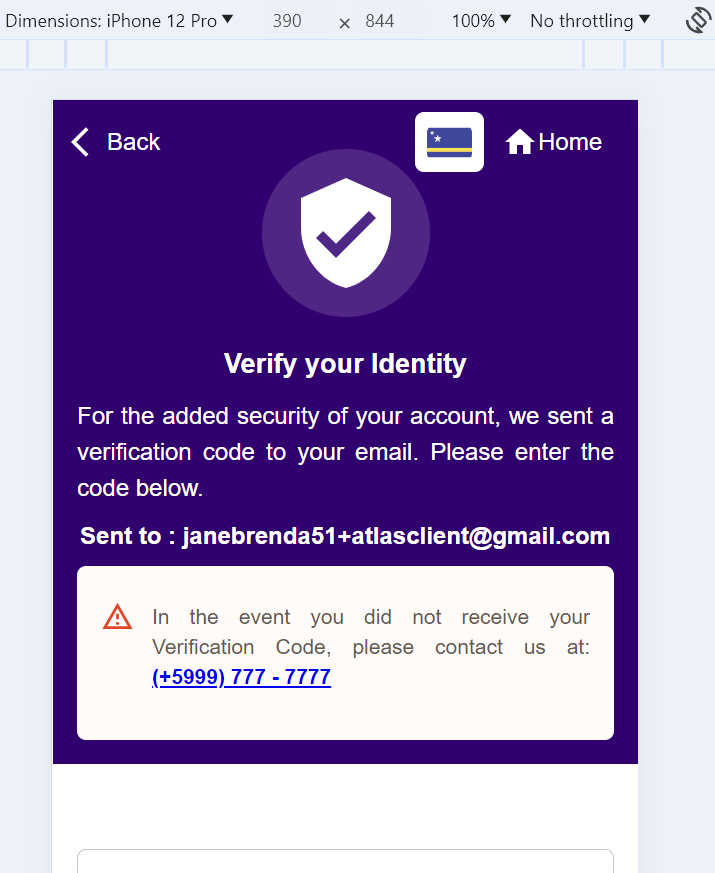 Dimensions: iPhone 12 Pro 390 × 844 100% No throttling
Back Home
Verify your Identity
For the added security of your account, we sent a
verification code to your email. Please enter the
code below.
Sent to : janebrenda51+atlasclient@gmail.com
In the event you did not receive your
Verification Code, please contact us at:
(+5999) 777 - 7777